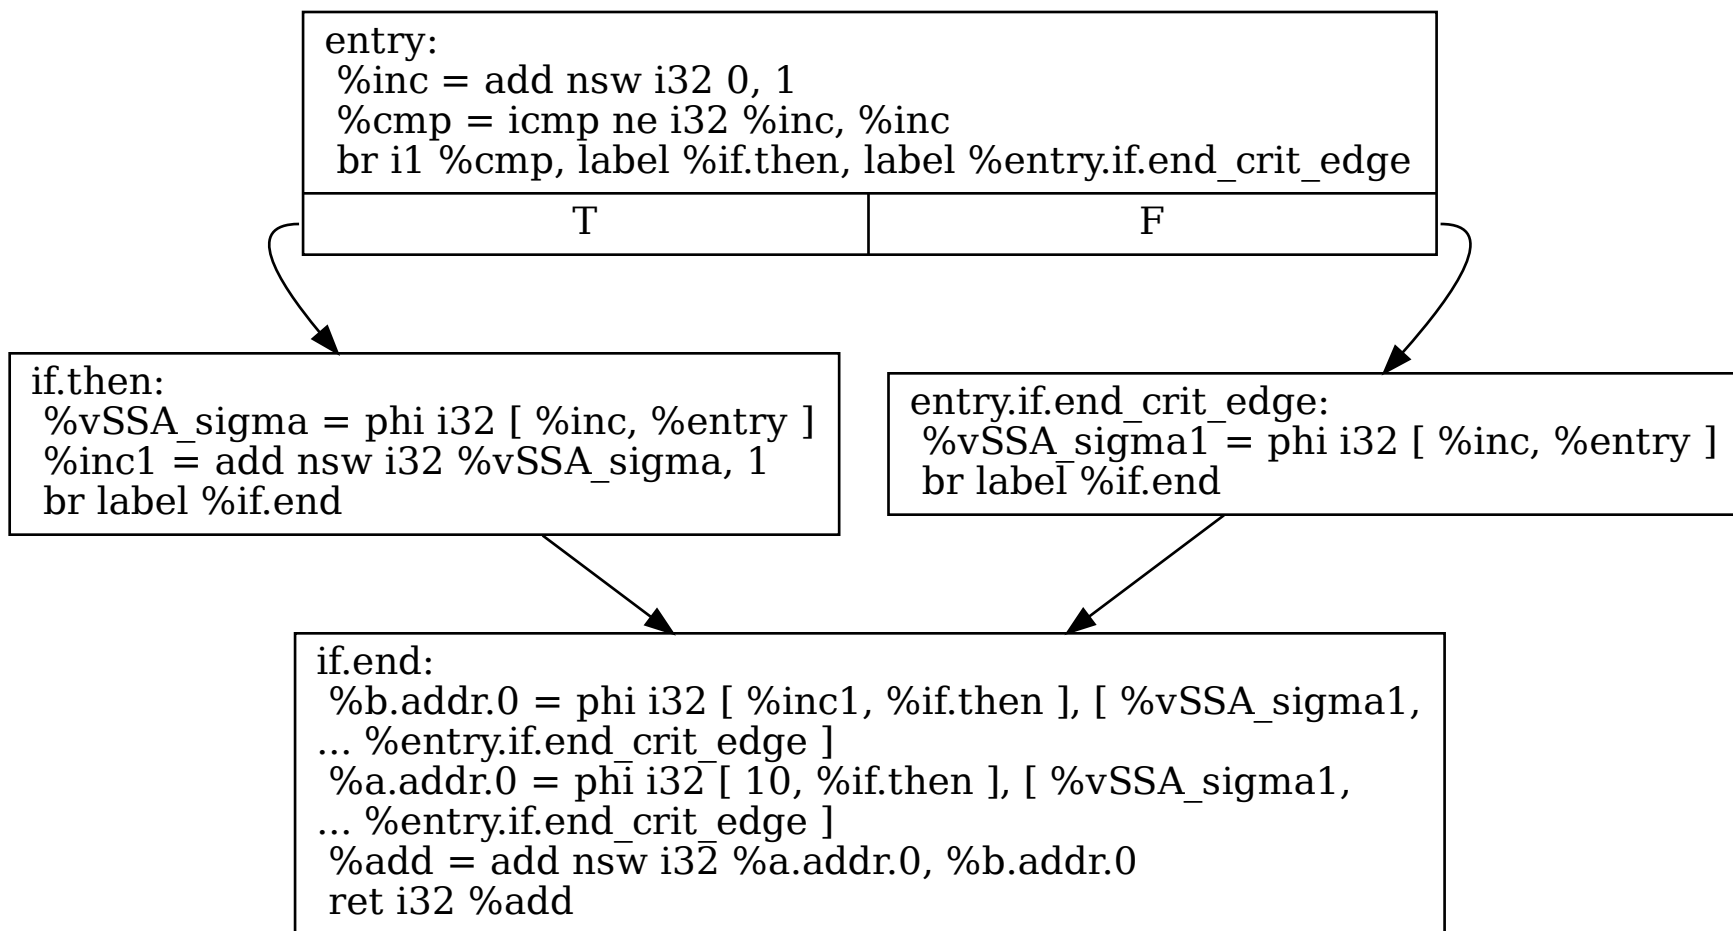 entry:
%inc = add nsw i32 0, 1
%cmp = icmp ne i32 %inc, %inc
br i1 %cmp, label %if.then, label %entry.if.end_crit_edge
T
F
if.then:
%vSSA_sigma = phi i32 [ %inc, %entry ]
%inc1 = add nsw i32 %vSSA_sigma, 1
br label %if.end
entry.if.end_crit_edge:
%vSSA_sigma1 = phi i32 [ %inc, %entry ]
br label %if.end
if.end:
%b.addr.0 = phi i32 [ %inc1, %if.then ], [ %vSSA_sigma1,
... %entry.if.end_crit_edge ]
%a.addr.0 = phi i32 [ 10, %if.then ], [ %vSSA_sigma1,
... %entry.if.end_crit_edge ]
%add = add nsw i32 %a.addr.0, %b.addr.0
ret i32 %add